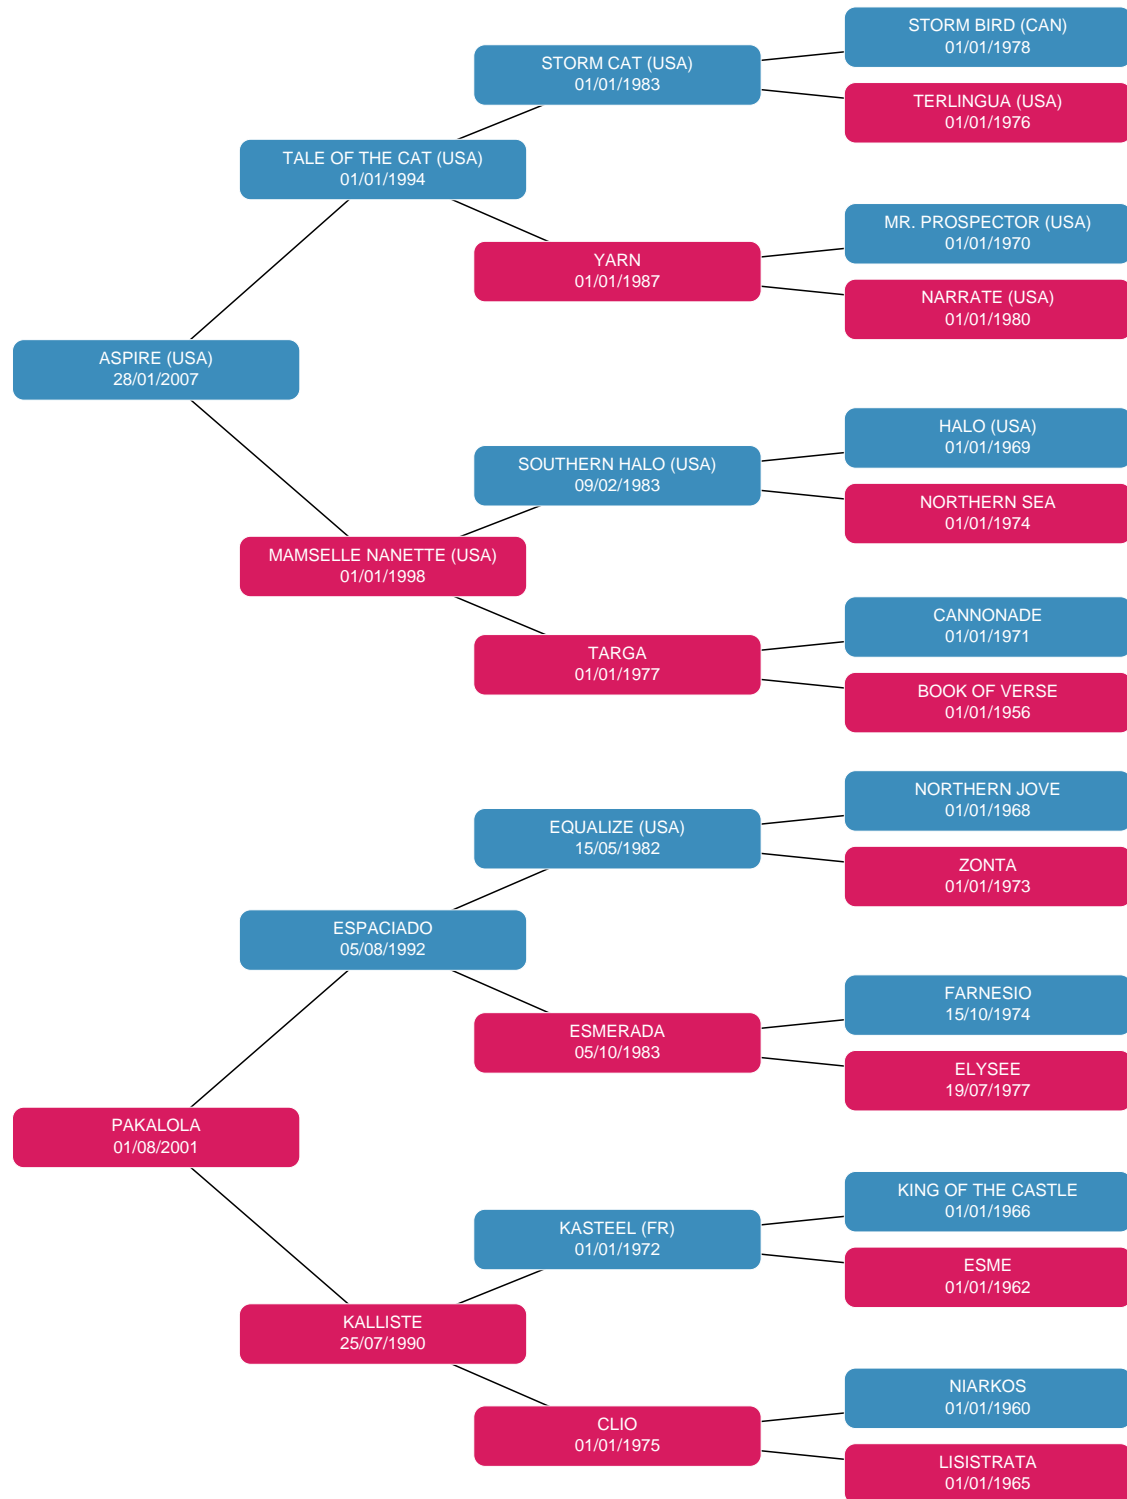 STORM BIRD (CAN)
01/01/1978
STORM CAT (USA)
01/01/1983
TERLINGUA (USA)
01/01/1976
TALE OF THE CAT (USA)
01/01/1994
MR. PROSPECTOR (USA)
01/01/1970
YARN
01/01/1987
NARRATE (USA)
01/01/1980
ASPIRE (USA)
28/01/2007
HALO (USA)
01/01/1969
SOUTHERN HALO (USA)
09/02/1983
NORTHERN SEA
01/01/1974
MAMSELLE NANETTE (USA)
01/01/1998
CANNONADE
01/01/1971
TARGA
01/01/1977
BOOK OF VERSE
01/01/1956
NORTHERN JOVE
01/01/1968
EQUALIZE (USA)
15/05/1982
ZONTA
01/01/1973
ESPACIADO
05/08/1992
FARNESIO
15/10/1974
ESMERADA
05/10/1983
ELYSEE
19/07/1977
PAKALOLA
01/08/2001
KING OF THE CASTLE
01/01/1966
KASTEEL (FR)
01/01/1972
ESME
01/01/1962
KALLISTE
25/07/1990
NIARKOS
01/01/1960
CLIO
01/01/1975
LISISTRATA
01/01/1965